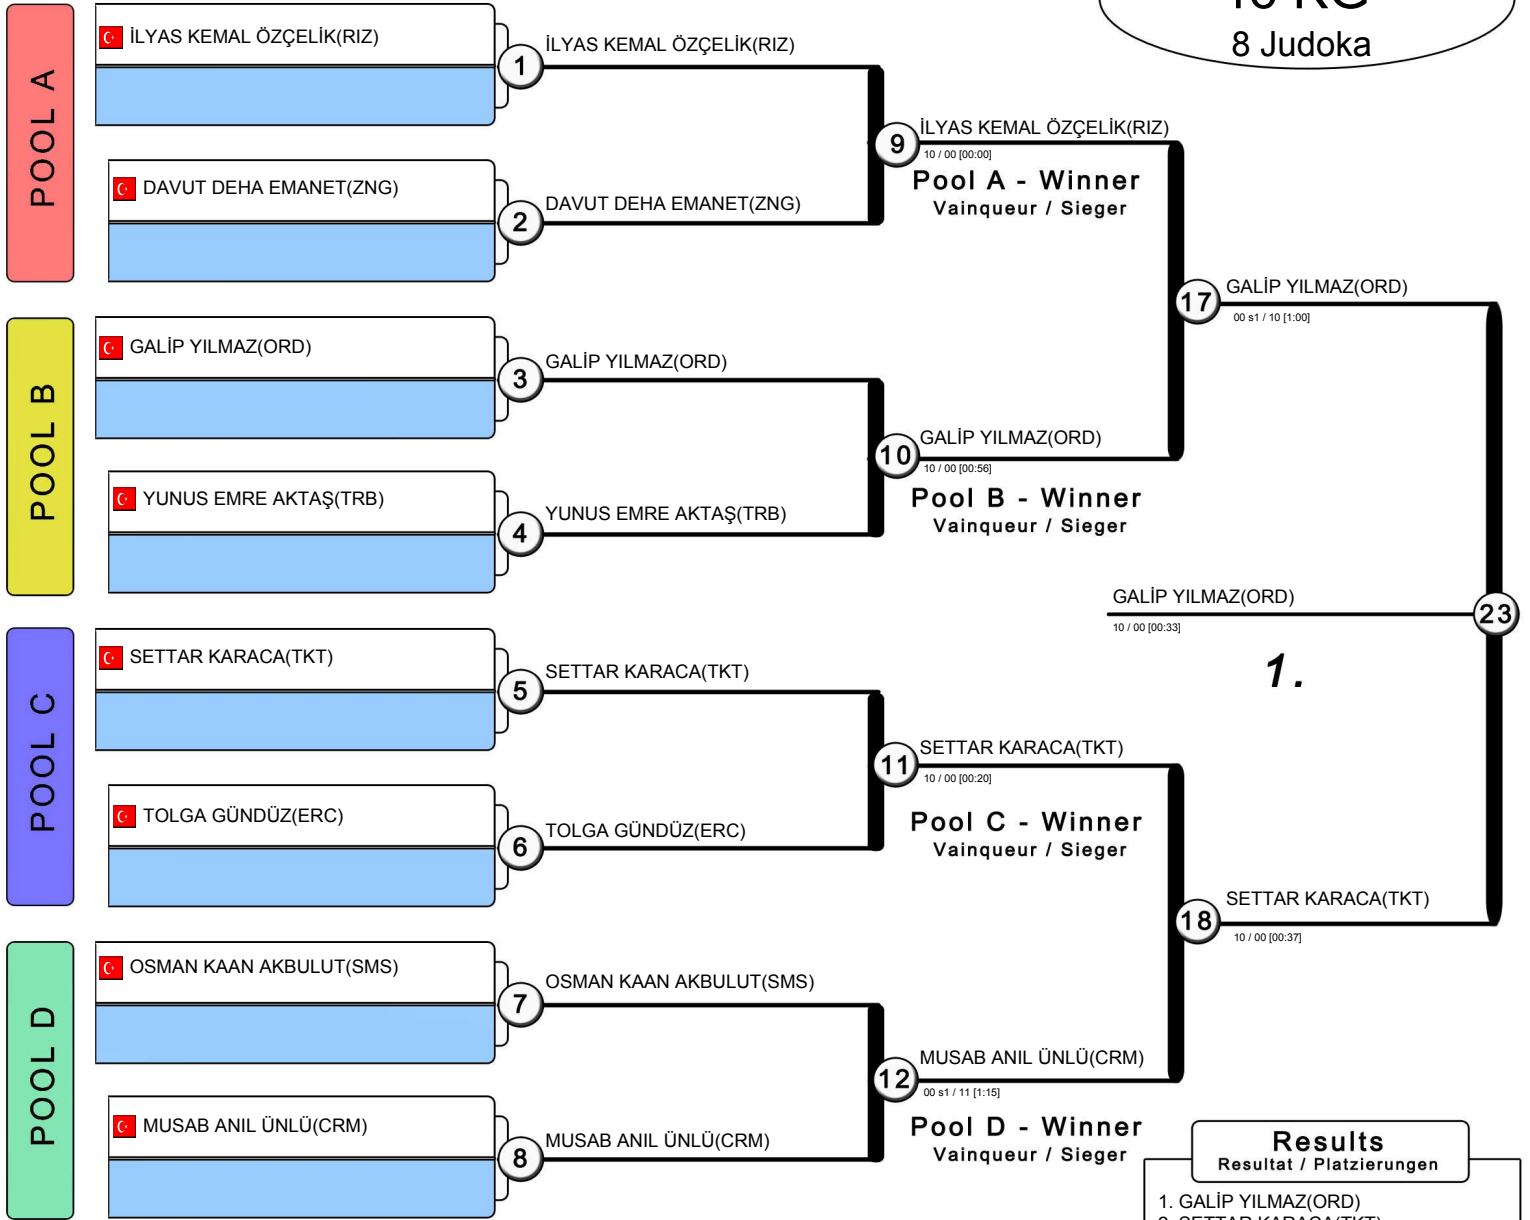 8 Judoka
POOL A
İLYAS KEMAL ÖZÇELİK(RIZ)
1
İLYAS KEMAL ÖZÇELİK(RIZ)
DAVUT DEHA EMANET(ZNG)
2
DAVUT DEHA EMANET(ZNG)
9
İLYAS KEMAL ÖZÇELİK(RIZ)
10 / 00 [00:00]
Pool A - Winner
Vainqueur / Sieger
POOL B
GALİP YILMAZ(ORD)
3
GALİP YILMAZ(ORD)
YUNUS EMRE AKTAŞ(TRB)
4
YUNUS EMRE AKTAŞ(TRB)
10
GALİP YILMAZ(ORD)
10 / 00 [00:56]
Pool B - Winner
Vainqueur / Sieger
17
GALİP YILMAZ(ORD)
00 s1 / 10 [1:00]
POOL C
SETTAR KARACA(TKT)
5
SETTAR KARACA(TKT)
TOLGA GÜNDÜZ(ERC)
6
TOLGA GÜNDÜZ(ERC)
11
SETTAR KARACA(TKT)
10 / 00 [00:20]
Pool C - Winner
Vainqueur / Sieger
POOL D
OSMAN KAAN AKBULUT(SMS)
7
OSMAN KAAN AKBULUT(SMS)
MUSAB ANIL ÜNLÜ(CRM)
8
MUSAB ANIL ÜNLÜ(CRM)
12
MUSAB ANIL ÜNLÜ(CRM)
00 s1 / 11 [1:15]
Pool D - Winner
Vainqueur / Sieger
18
SETTAR KARACA(TKT)
10 / 00 [00:37]
GALİP YILMAZ(ORD)
23
10 / 00 [00:33]
1.
Results
Resultat / Platzierungen
1. GALİP YILMAZ(ORD)
2. SETTAR KARACA(TKT)